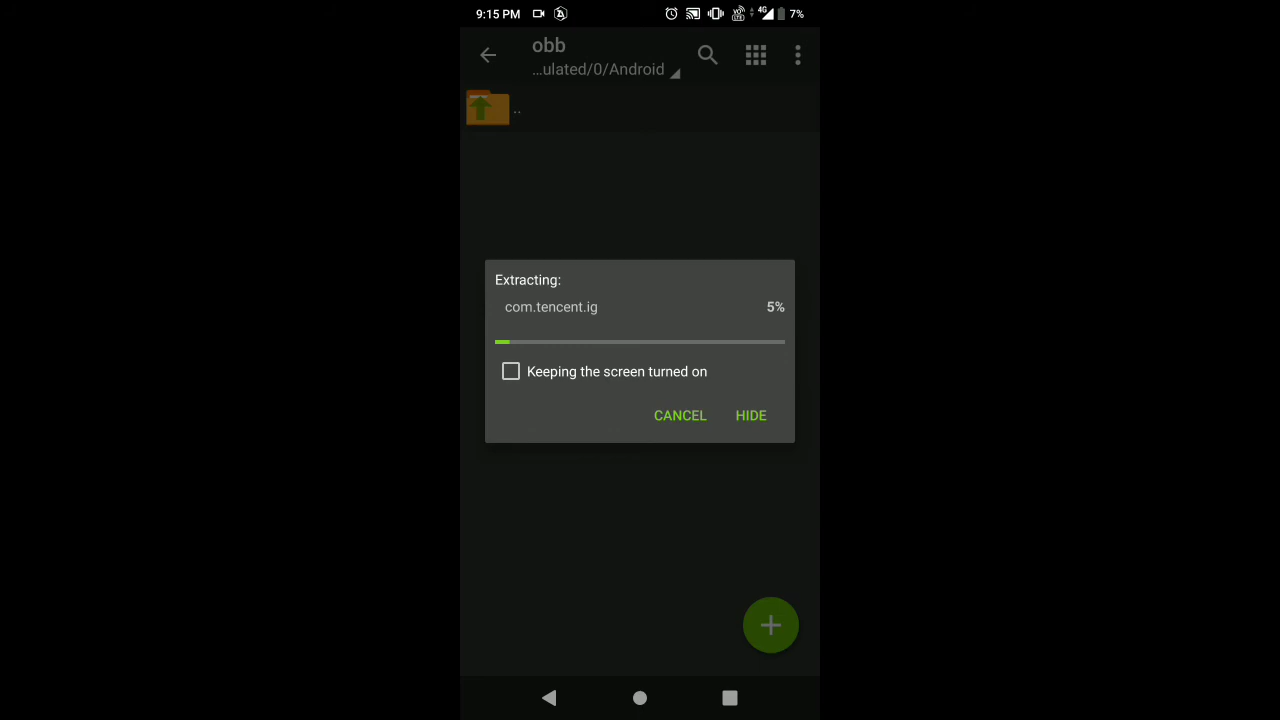 9:15 PM 4G 7%
obb
…ulated/0/Android
..
Extracting:
com.tencent.ig 5%
Keeping the screen turned on
CANCEL HIDE